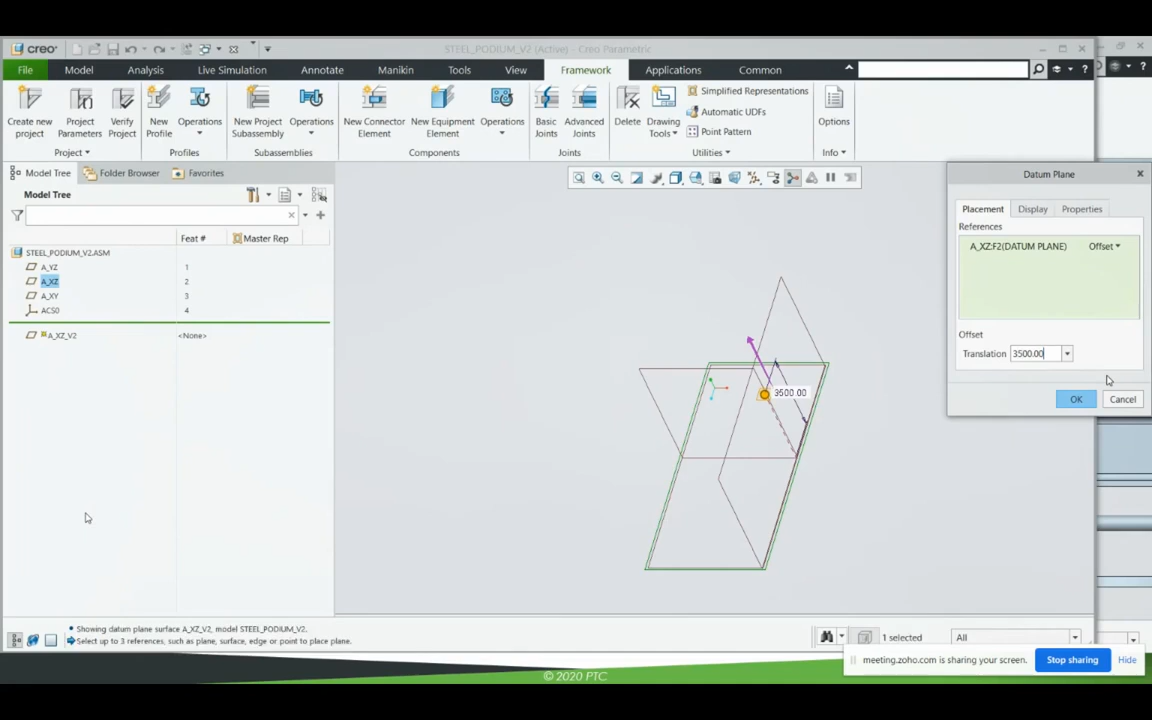 creo
STEEL_PODIUM_V2 (Active) - Creo Parametric
File
Model
Analysis
Live Simulation
Annotate
Manikin
Tools
View
Framework
Applications
Common
Create new
project
Project
Parameters
Verify
Project
New
Profile
Operations
New Project
Subassembly
Operations
New Connector
Element
New Equipment
Element
Operations
Basic
Joints
Advanced
Joints
Delete
Drawing
Tools
Simplified Representations
Automatic UDFs
Point Pattern
Options
Project
Profiles
Subassemblies
Components
Joints
Utilities
Info
Model Tree
Folder Browser
Favorites
Model Tree
Feat #
Master Rep
STEEL_PODIUM_V2.ASM
A_YZ 1
A_XZ 2
A_XY 3
ACS0 4
A_XZ_V2 <None>
3500.00
Datum Plane
Placement
Display
Properties
References
A_XZ:F2(DATUM PLANE) Offset
Offset
Translation 3500.00
OK
Cancel
• Showing datum plane surface A_XZ_V2, model STEEL_PODIUM_V2.
Select up to 3 references, such as plane, surface, edge or point to place plane.
1 selected
All
meeting.zoho.com is sharing your screen.
Stop sharing
Hide
© 2020 PTC